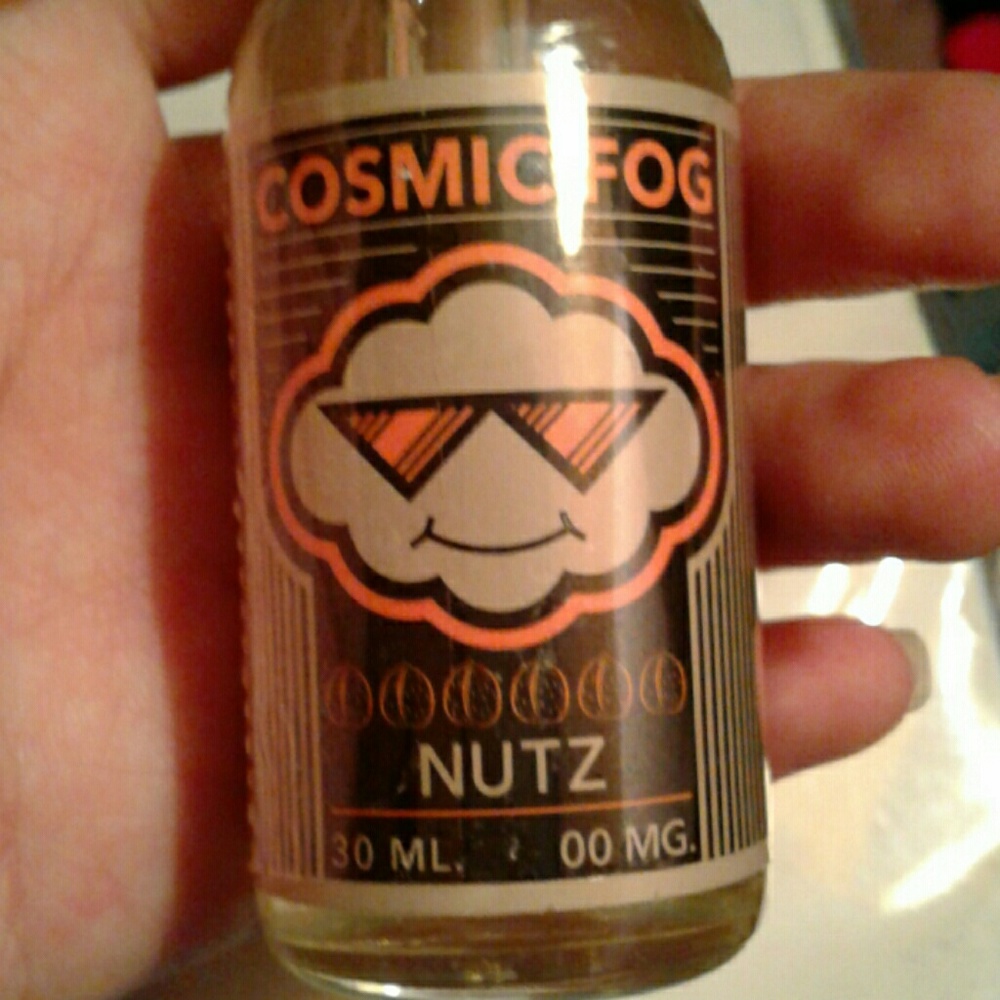 COSMIC FOG
NUTZ
30 ML. 00 MG.